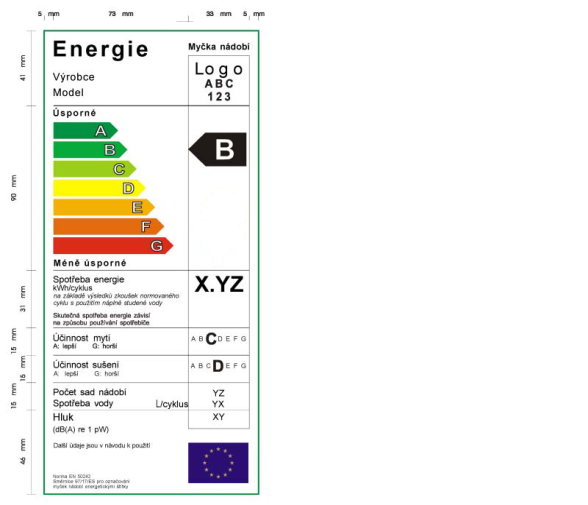 5 mm 73 mm 33 mm 5 mm
41 mm
90 mm
31 mm
15 mm
15 mm
15 mm
46 mm
Energie
Myčka nádobí
Výrobce
Model
Logo
ABC
123
Úsporné
A
B
C
D
E
F
G
B
Méně úsporné
Spotřeba energie
kWh/cyklus
na základě výsledků zkoušek normovaného
cyklu s použitím náplně studené vody
X.YZ
Skutečná spotřeba energie závisí
na způsobu používání spotřebiče
Účinnost mytí
A: lepší G: horší
A B C D E F G
Účinnost sušení
A: lepší G: horší
A B C D E F G
Počet sad nádobí YZ
Spotřeba vody L/cyklus YX
Hluk XY
(dB(A) re 1 pW)
Další údaje jsou v návodu k použití
Norma EN 50242
Směrnice 97/17/ES pro označování
myček nádobí energetickými štítky